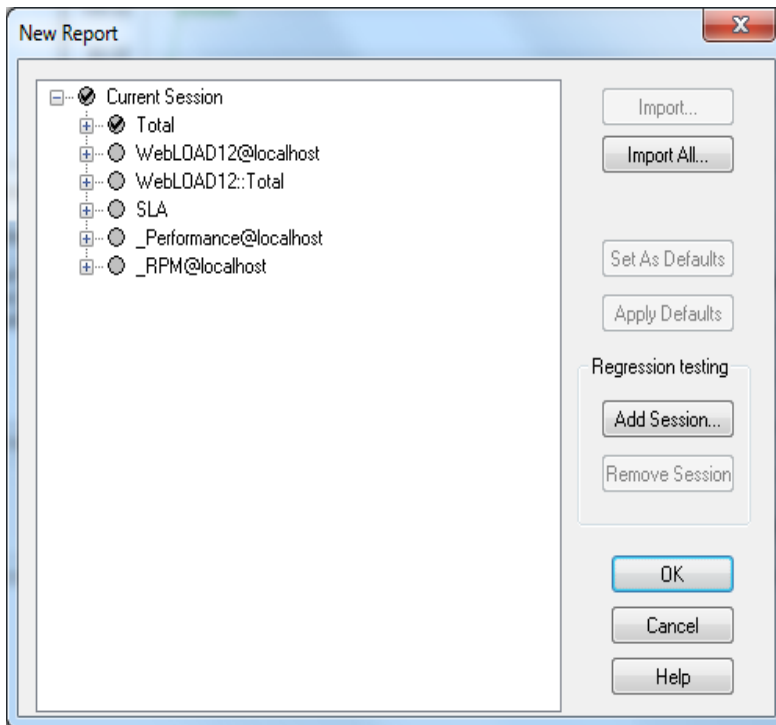 New Report
Current Session
Total
WebLOAD12@localhost
WebLOAD12::Total
SLA
_Performance@localhost
_RPM@localhost
Import...
Import All...
Set As Defaults
Apply Defaults
Regression testing
Add Session...
Remove Session
OK
Cancel
Help